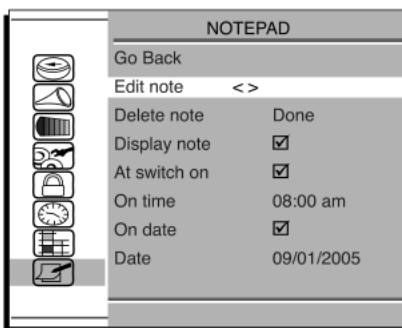 NOTEPAD
Go Back
Edit note < >
Delete note Done
Display note ☑
At switch on ☑
On time 08:00 am
On date ☑
Date 09/01/2005